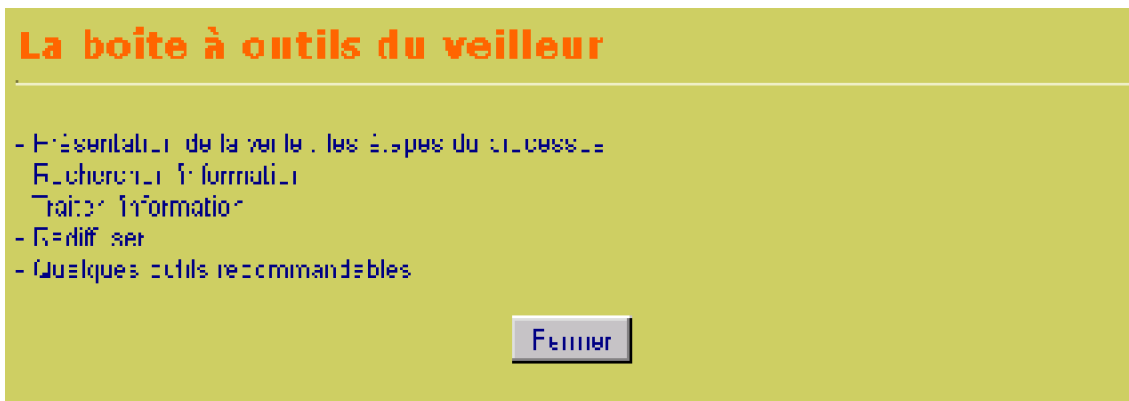 La boîte à outils du veilleur
- Présentation de la veille : les étapes du processus
Rechercher l'information
Traiter l'information
- Rediffuser
- Quelques outils recommandables
Fermer